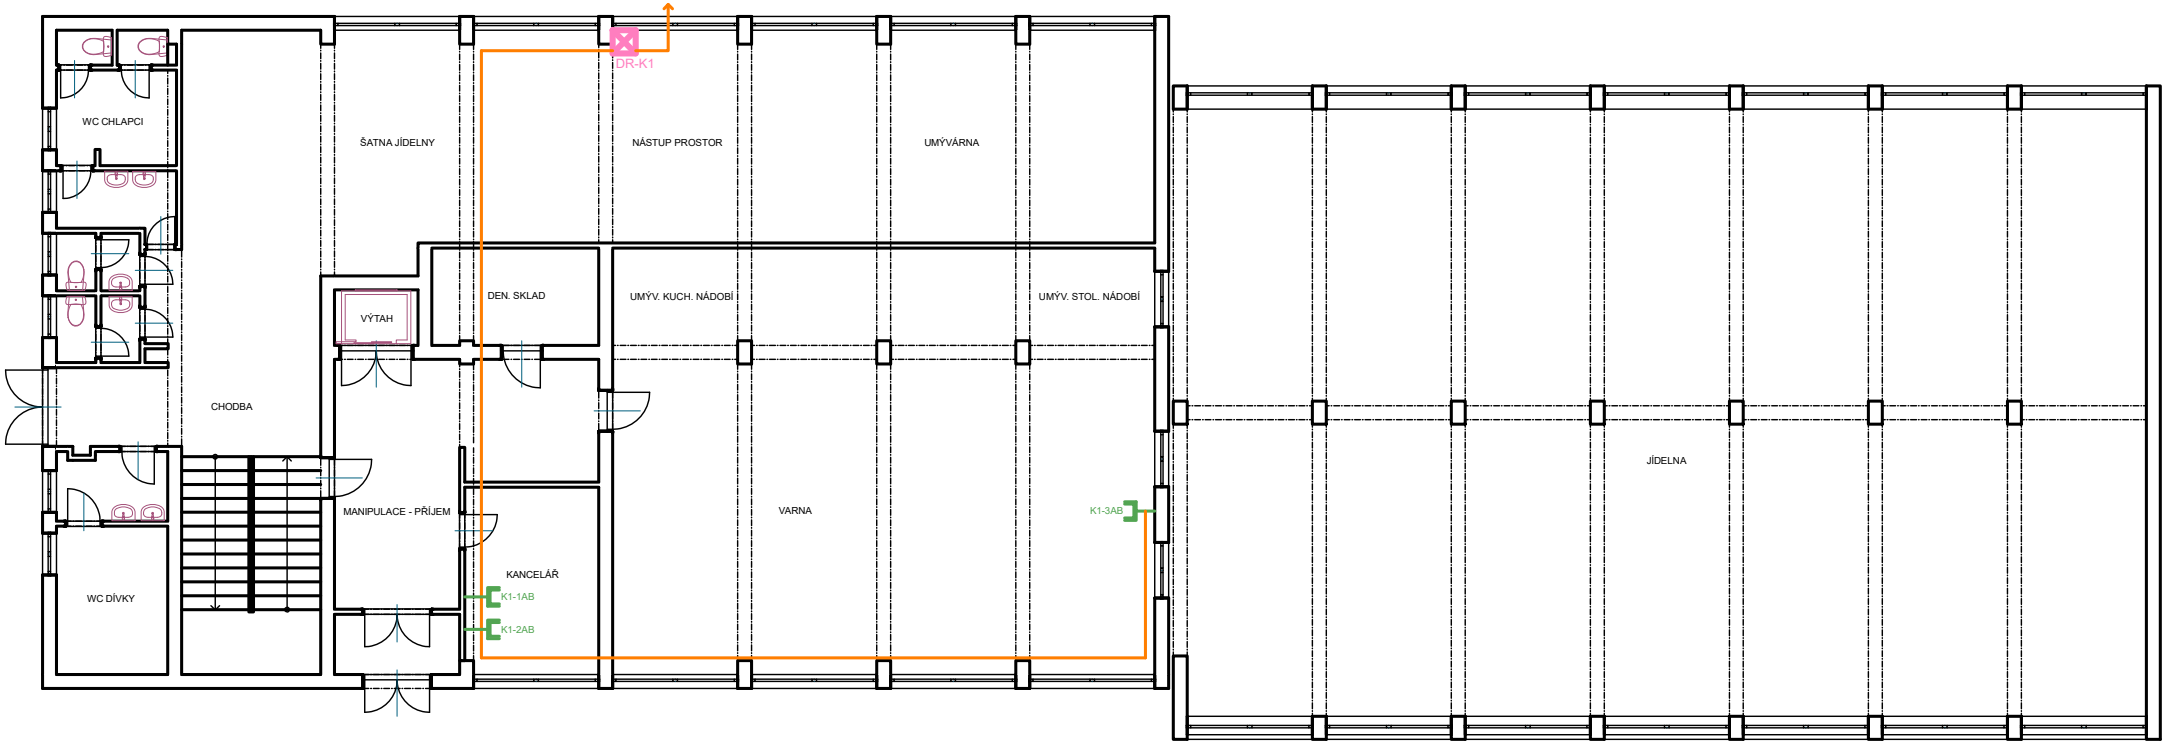 DR-K1
WC CHLAPCI
ŠATNA JÍDELNY
NÁSTUP PROSTOR
UMÝVÁRNA
DEN. SKLAD
UMÝV. KUCH. NÁDOBÍ
UMÝV. STOL. NÁDOBÍ
VÝTAH
CHODBA
JÍDELNA
MANIPULACE - PŘÍJEM
VARNA
K1-3AB
KANCELÁŘ
K1-1AB
WC DÍVKY
K1-2AB